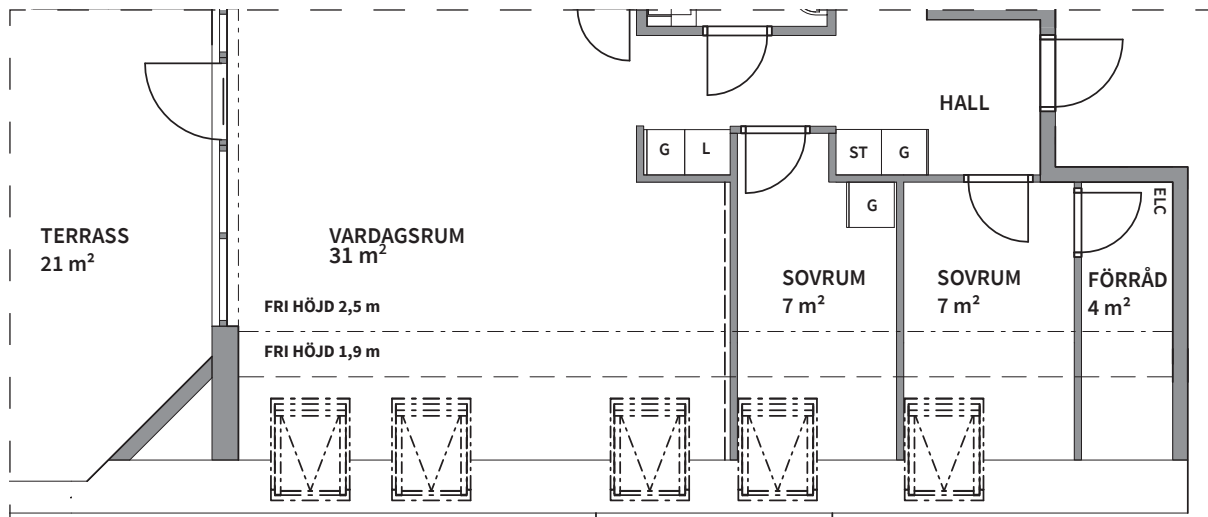 HALL
G
L
ST
G
G
ELC
TERRASS
21 m²
VARDAGSRUM
31 m²
SOVRUM
7 m²
SOVRUM
7 m²
FÖRRÅD
4 m²
FRI HÖJD 2,5 m
FRI HÖJD 1,9 m